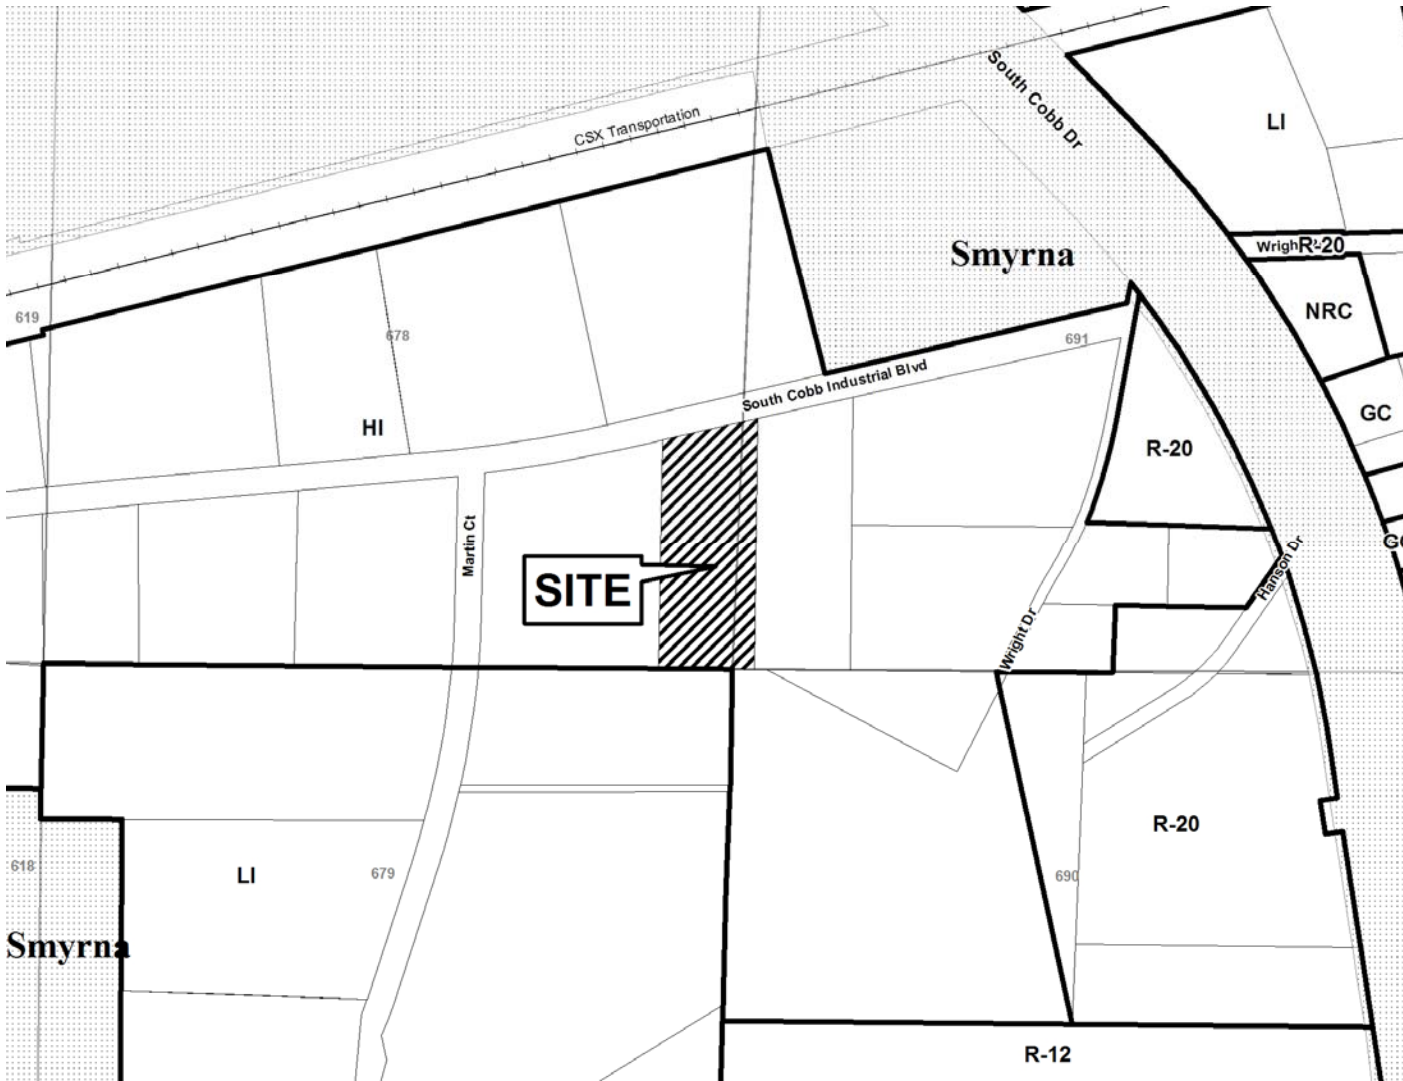 South Cobb Dr
CSX Transportation
LI
Smyrna
R-20
NRC
619
678
691
South Cobb Industrial Blvd
GC
HI
R-20
Martin Ct
SITE
Hanson Dr
Wright Dr
R-20
618
LI
679
690
Smyrna
R-12